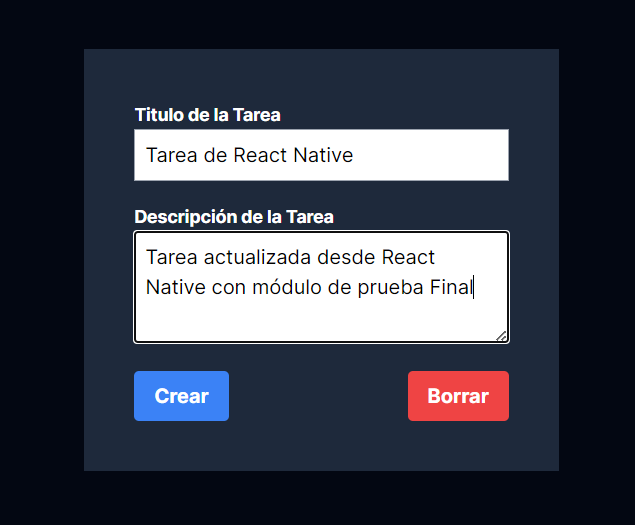 Titulo de la Tarea
Tarea de React Native
Descripción de la Tarea
Tarea actualizada desde React
Native con módulo de prueba Final
Crear
Borrar